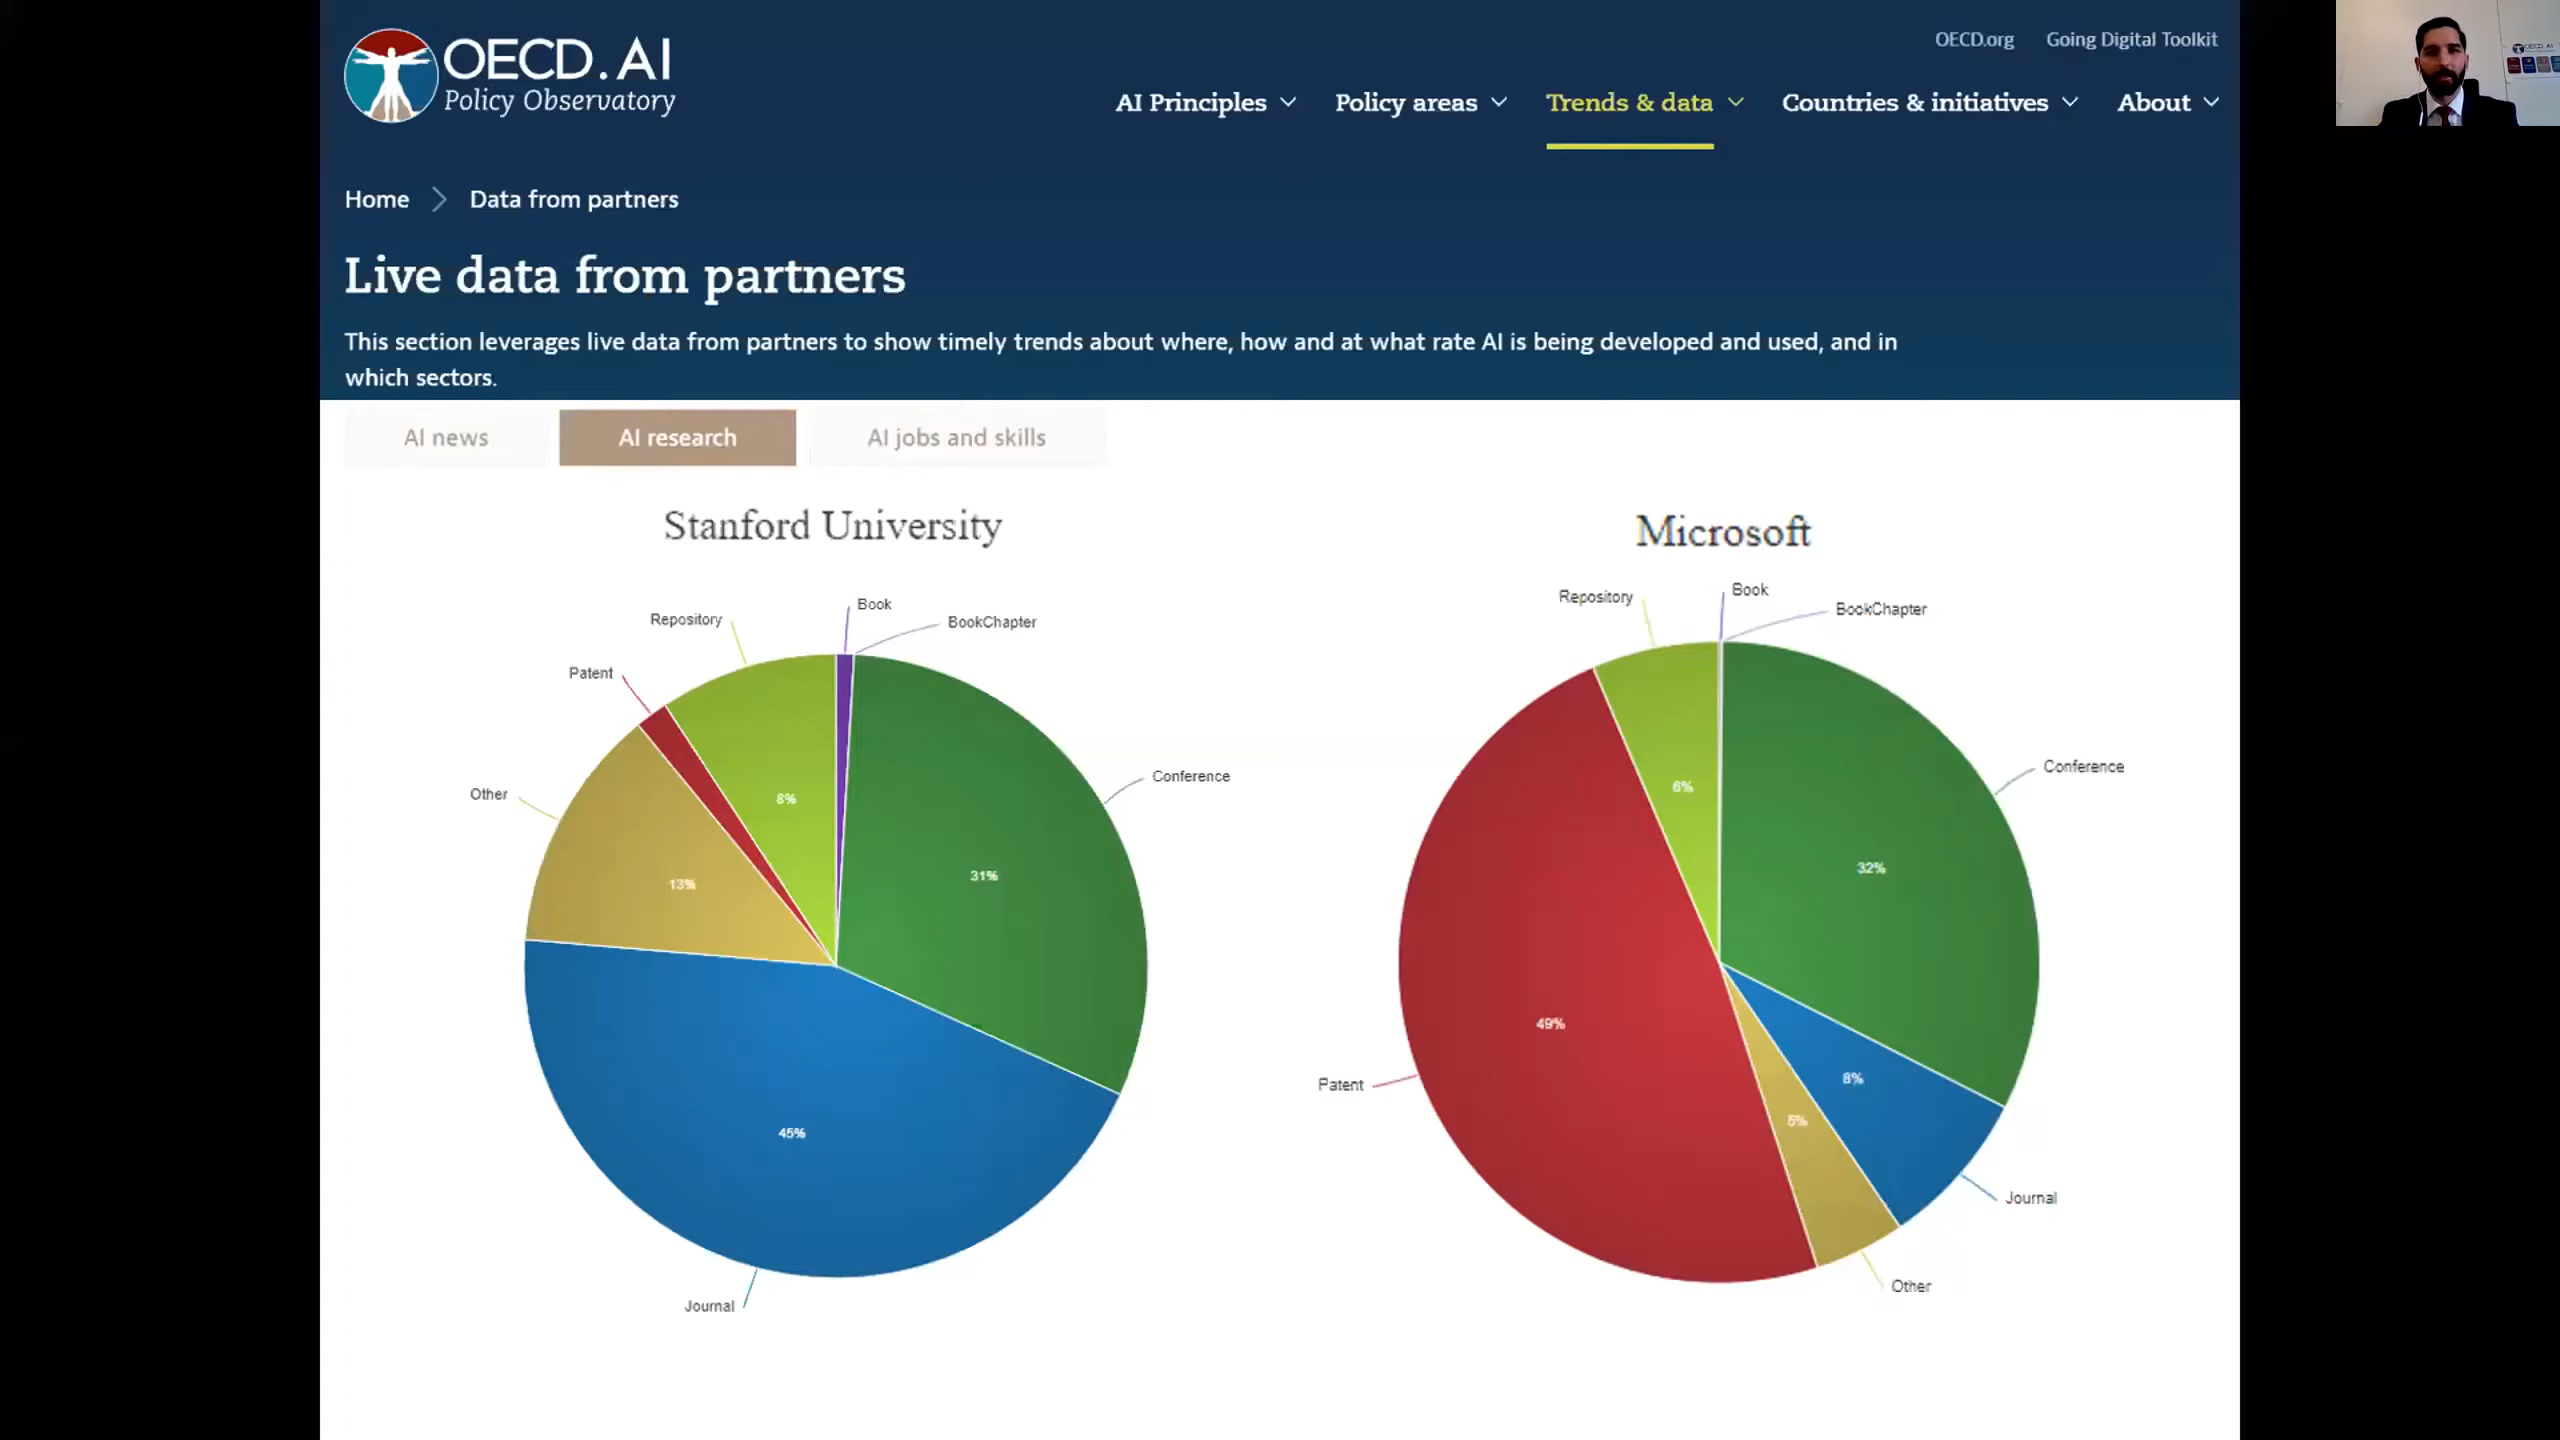 OECD.AI
Policy Observatory
OECD.org
Going Digital Toolkit
AI Principles
Policy areas
Trends & data
Countries & initiatives
About
Home
Data from partners
Live data from partners
This section leverages live data from partners to show timely trends about where, how and at what rate AI is being developed and used, and in
which sectors.
AI news
AI research
AI jobs and skills
Stanford University
Book
BookChapter
Repository
Patent
Other
Conference
8%
31%
13%
45%
Journal
Microsoft
Book
BookChapter
Repository
Conference
6%
32%
49%
8%
5%
Patent
Journal
Other
OECD.AI